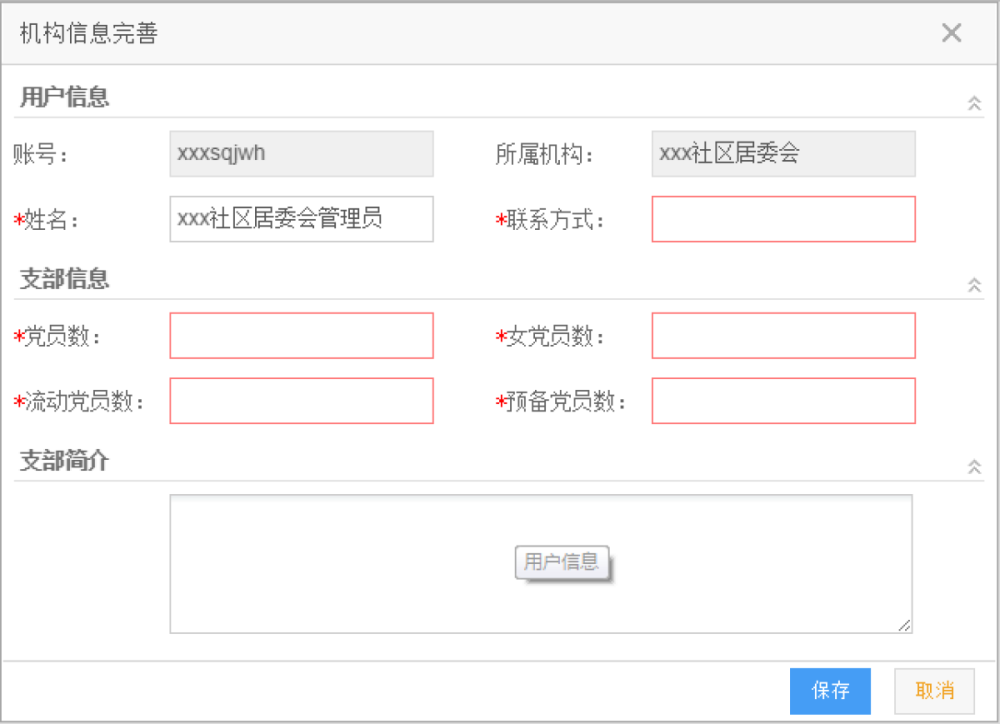 机构信息完善
用户信息
账号： xxxsqjwh 所属机构： xxx社区居委会
*姓名： xxx社区居委会管理员 *联系方式：
支部信息
*党员数： *女党员数：
*流动党员数： *预备党员数：
支部简介
用户信息
保存 取消